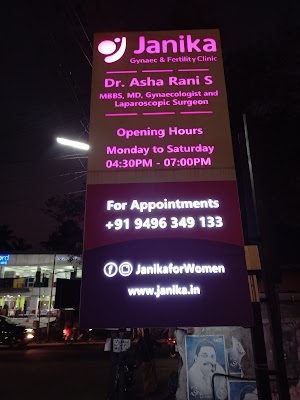 Janika
Gynaec & Fertility Clinic
Dr. Asha Rani S
MBBS, MD, Gynaecologist and
Laparoscopic Surgeon
Opening Hours
Monday to Saturday
04:30PM - 07:00PM
For Appointments
+91 9496 349 133
JanikaforWomen
www.janika.in